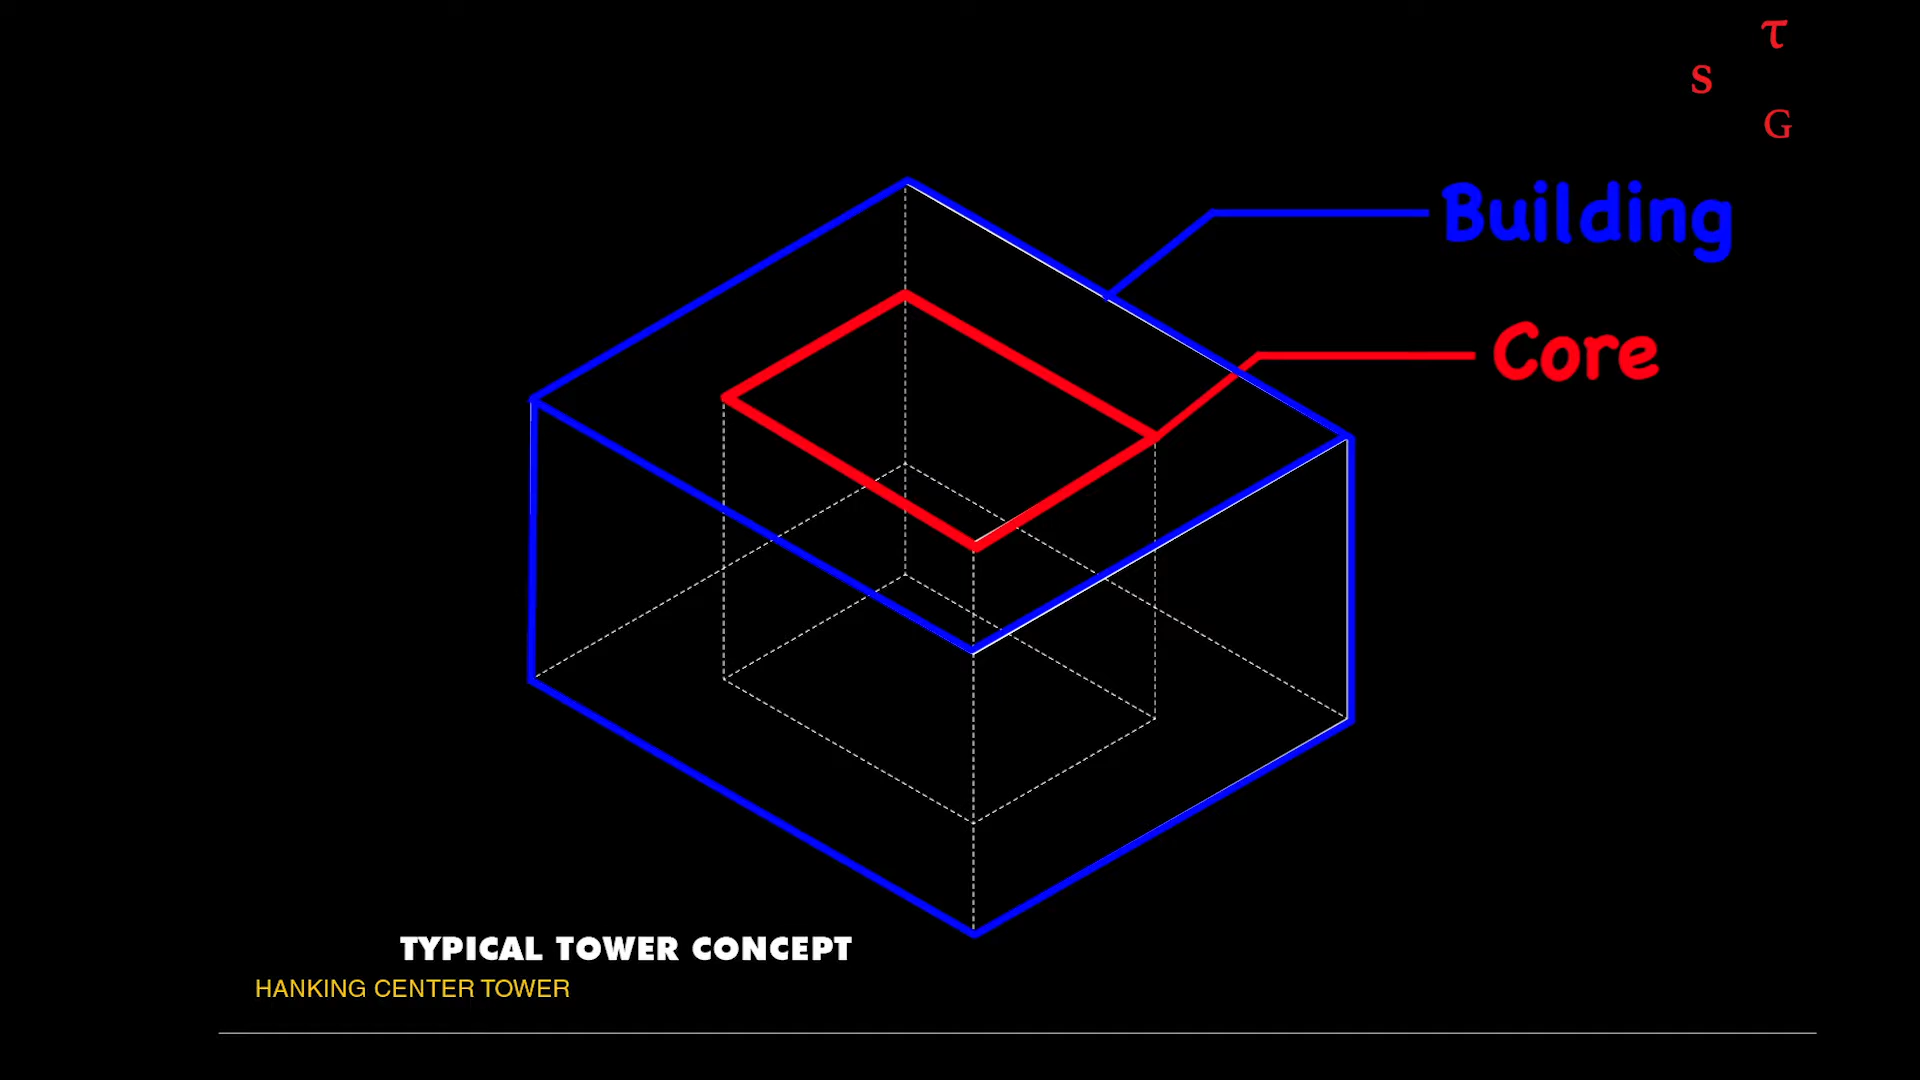 τ
S
G
Building
Core
TYPICAL TOWER CONCEPT
HANKING CENTER TOWER